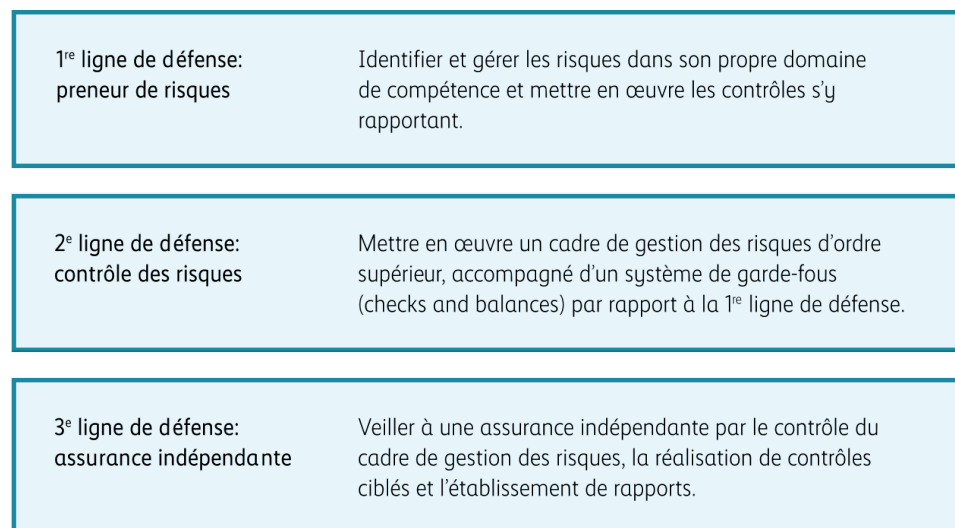 1re ligne de défense:
preneur de risques
Identifier et gérer les risques dans son propre domaine
de compétence et mettre en œuvre les contrôles s'y
rapportant.
2e ligne de défense:
contrôle des risques
Mettre en œuvre un cadre de gestion des risques d'ordre
supérieur, accompagné d'un système de garde-fous
(checks and balances) par rapport à la 1re ligne de défense.
3e ligne de défense:
assurance indépendante
Veiller à une assurance indépendante par le contrôle du
cadre de gestion des risques, la réalisation de contrôles
ciblés et l'établissement de rapports.